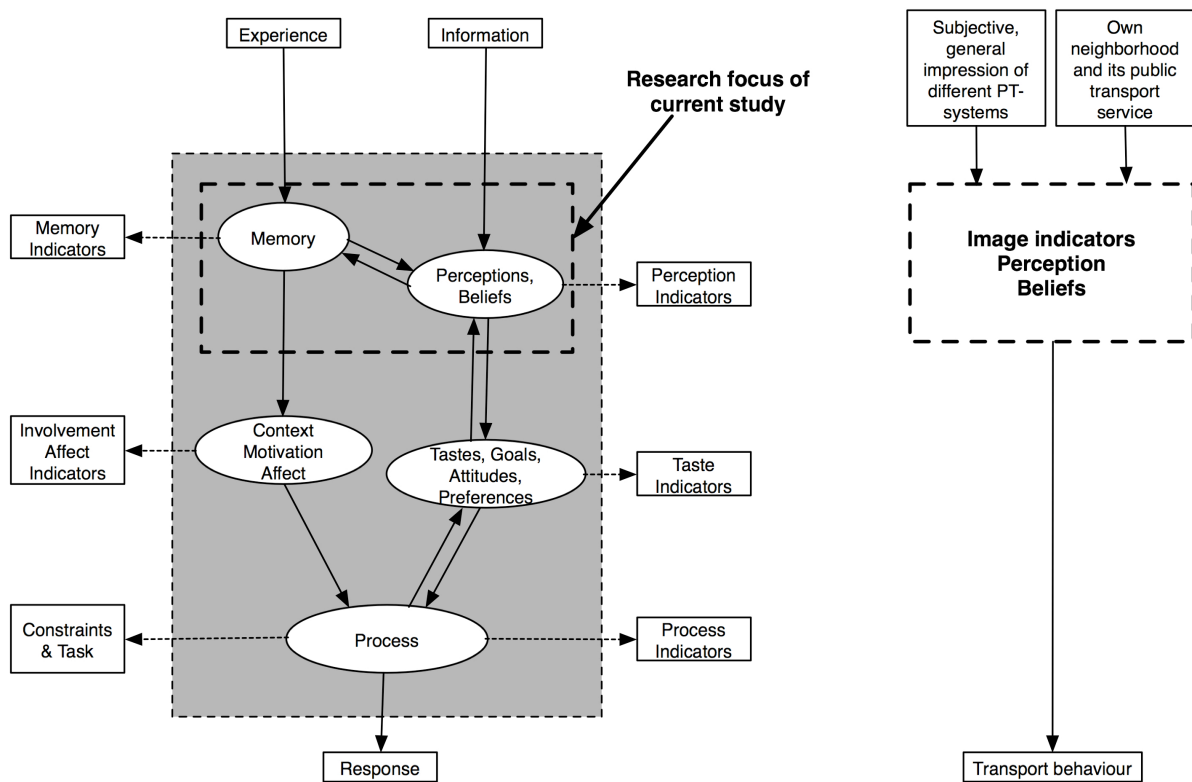 Experience
Information
Research focus of
current study
Memory
Indicators
Memory
Perceptions,
Beliefs
Perception
Indicators
Involvement
Affect
Indicators
Context
Motivation
Affect
Tastes, Goals,
Attitudes,
Preferences
Taste
Indicators
Constraints
& Task
Process
Process
Indicators
Response
Subjective,
general
impression of
different PT-
systems
Own
neighborhood
and its public
transport
service
Image indicators
Perception
Beliefs
Transport behaviour